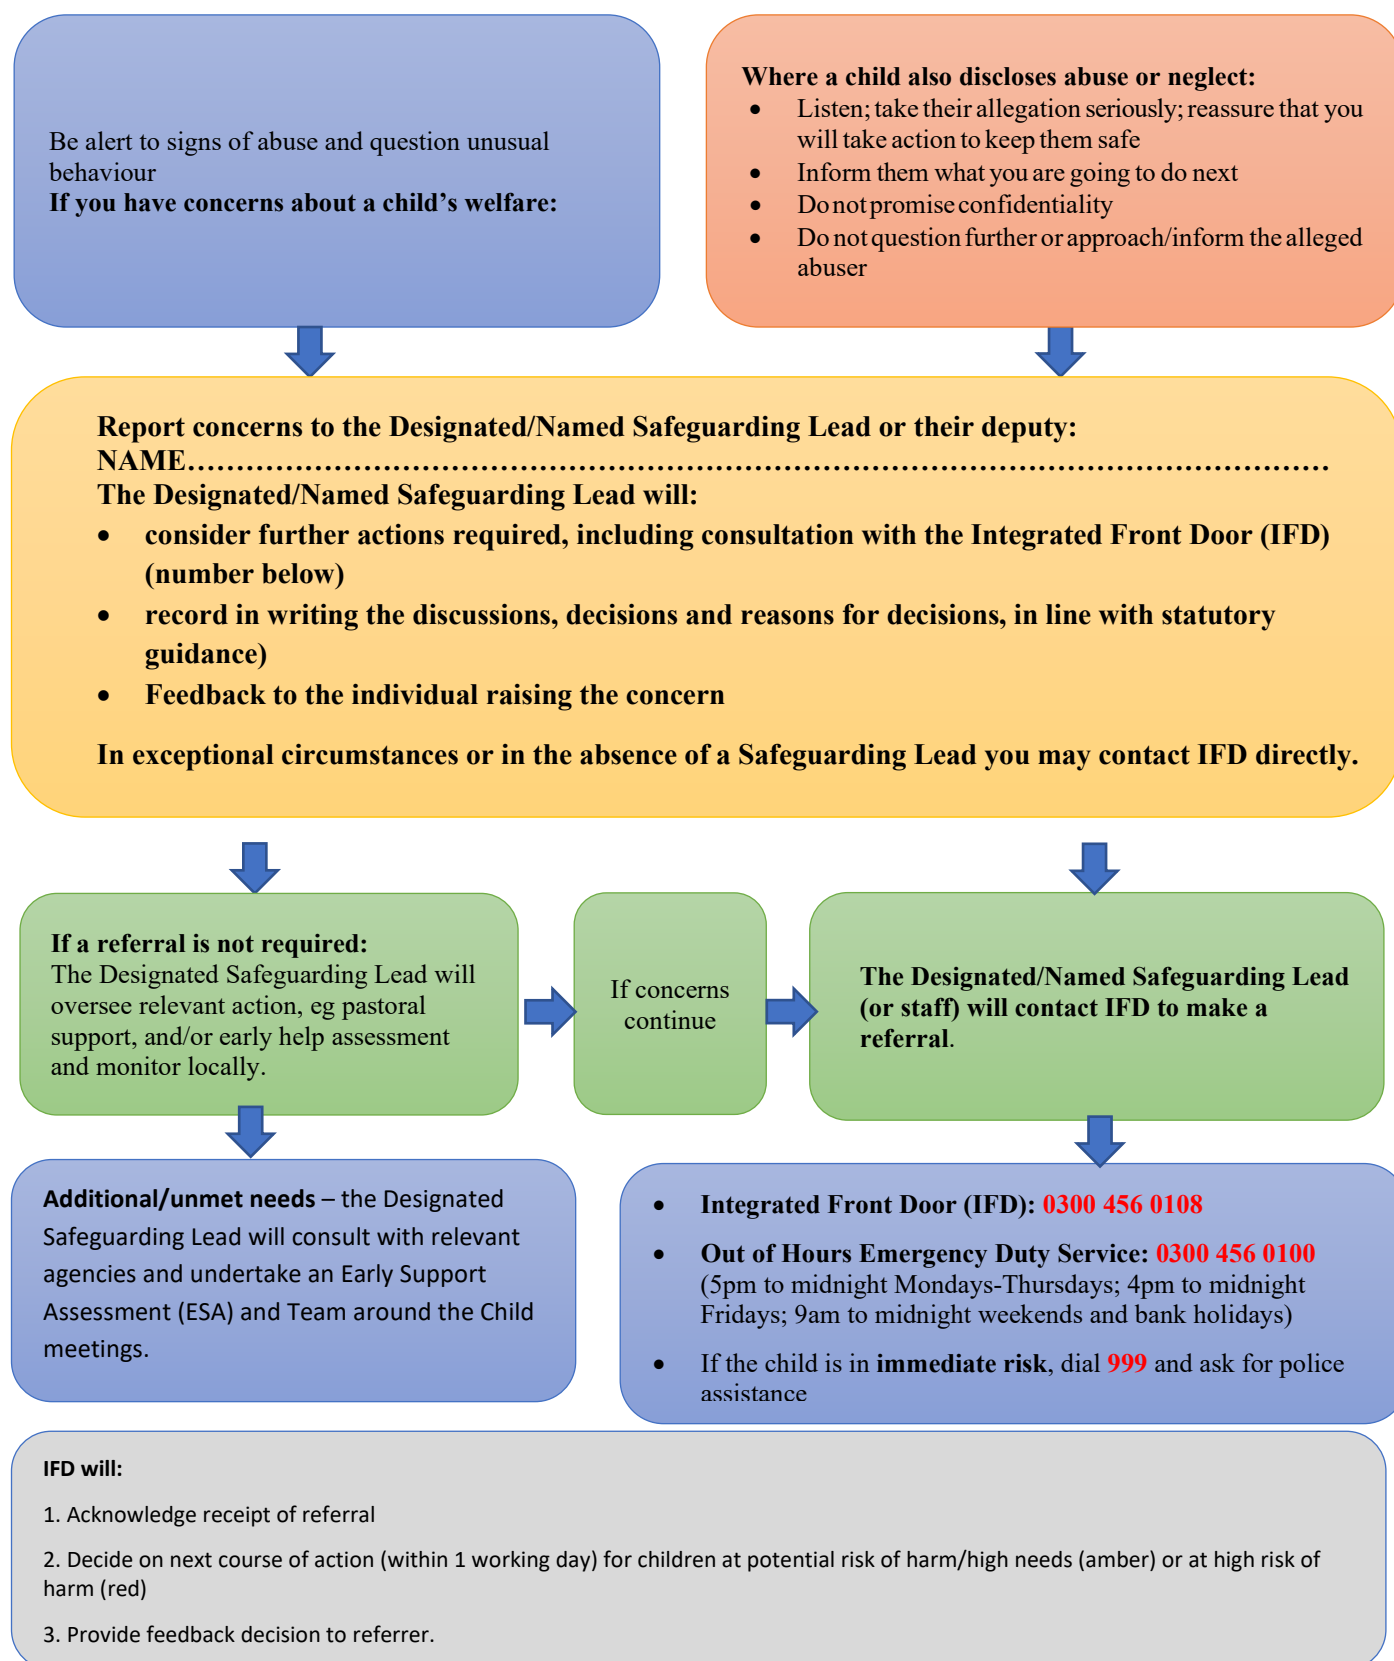 Be alert to signs of abuse and question unusual
behaviour
If you have concerns about a child's welfare:
Where a child also discloses abuse or neglect:
• Listen; take their allegation seriously; reassure that you
will take action to keep them safe
• Inform them what you are going to do next
• Do not promise confidentiality
• Do not question further or approach/inform the alleged
abuser
Report concerns to the Designated/Named Safeguarding Lead or their deputy:
NAME…………………………………………………………………………………………………………
The Designated/Named Safeguarding Lead will:
• consider further actions required, including consultation with the Integrated Front Door (IFD)
(number below)
• record in writing the discussions, decisions and reasons for decisions, in line with statutory
guidance)
• Feedback to the individual raising the concern
In exceptional circumstances or in the absence of a Safeguarding Lead you may contact IFD directly.
If a referral is not required:
The Designated Safeguarding Lead will
oversee relevant action, eg pastoral
support, and/or early help assessment
and monitor locally.
If concerns
continue
The Designated/Named Safeguarding Lead
(or staff) will contact IFD to make a
referral.
Additional/unmet needs – the Designated
Safeguarding Lead will consult with relevant
agencies and undertake an Early Support
Assessment (ESA) and Team around the Child
meetings.
• Integrated Front Door (IFD): 0300 456 0108
• Out of Hours Emergency Duty Service: 0300 456 0100
(5pm to midnight Mondays-Thursdays; 4pm to midnight
Fridays; 9am to midnight weekends and bank holidays)
• If the child is in immediate risk, dial 999 and ask for police
assistance
IFD will:
1. Acknowledge receipt of referral
2. Decide on next course of action (within 1 working day) for children at potential risk of harm/high needs (amber) or at high risk of
harm (red)
3. Provide feedback decision to referrer.